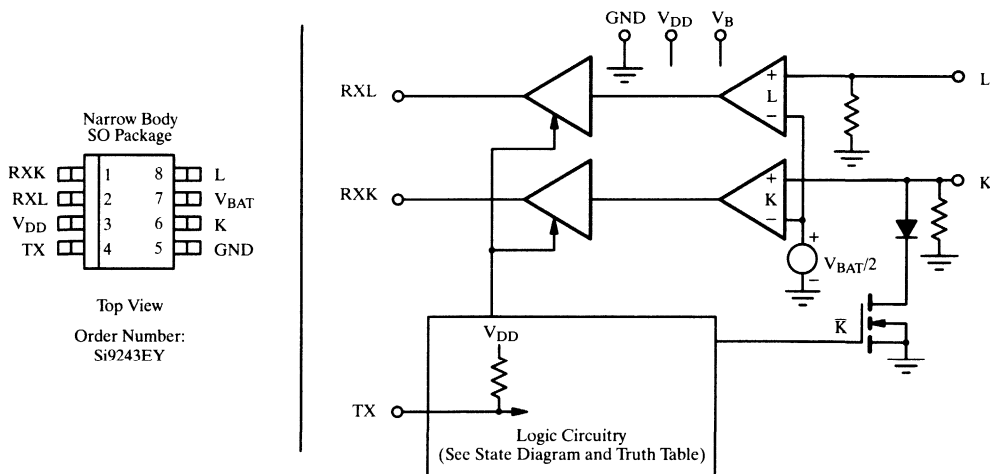 Narrow Body
SO Package
RXK 1 8 L
RXL 2 7 VBAT
VDD 3 6 K
TX 4 5 GND
Top View
Order Number:
Si9243EY
GND VDD VB
RXL
+
L
−
L
RXK
+
K
−
K
+
VBAT/2
−
K̅
VDD
TX
Logic Circuitry
(See State Diagram and Truth Table)